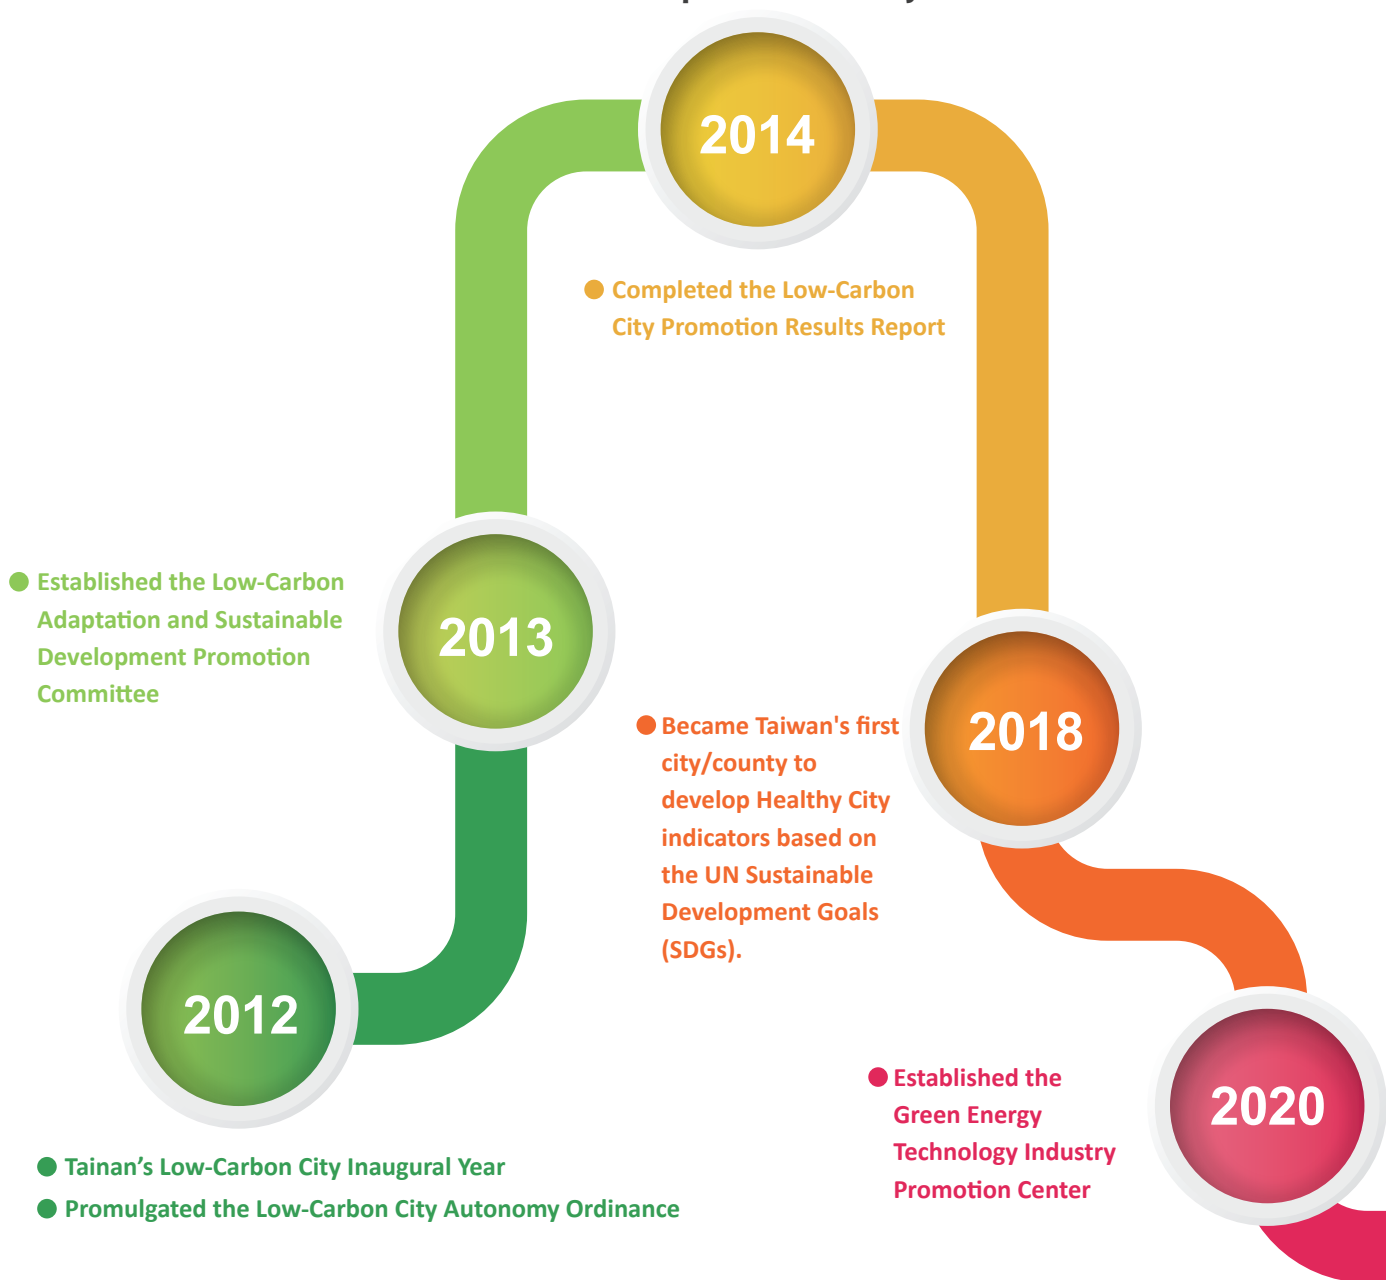 2014
Completed the Low-Carbon
City Promotion Results Report
2013
Established the Low-Carbon
Adaptation and Sustainable
Development Promotion
Committee
2018
Became Taiwan's first
city/county to
develop Healthy City
indicators based on
the UN Sustainable
Development Goals
(SDGs).
2012
Tainan’s Low-Carbon City Inaugural Year
Promulgated the Low-Carbon City Autonomy Ordinance
2020
Established the
Green Energy
Technology Industry
Promotion Center